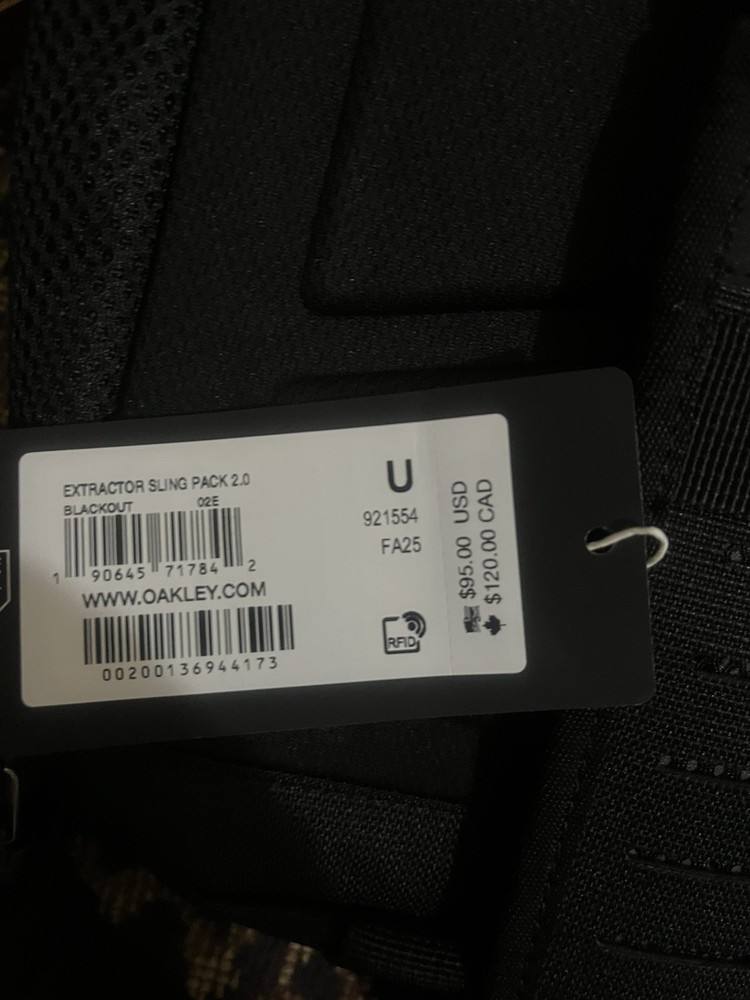 EXTRACTOR SLING PACK 2.0
BLACKOUT 02E
1 90645 71784 2
WWW.OAKLEY.COM
00200136944173
U
921554
FA25
RFID
$95.00 USD
$120.00 CAD